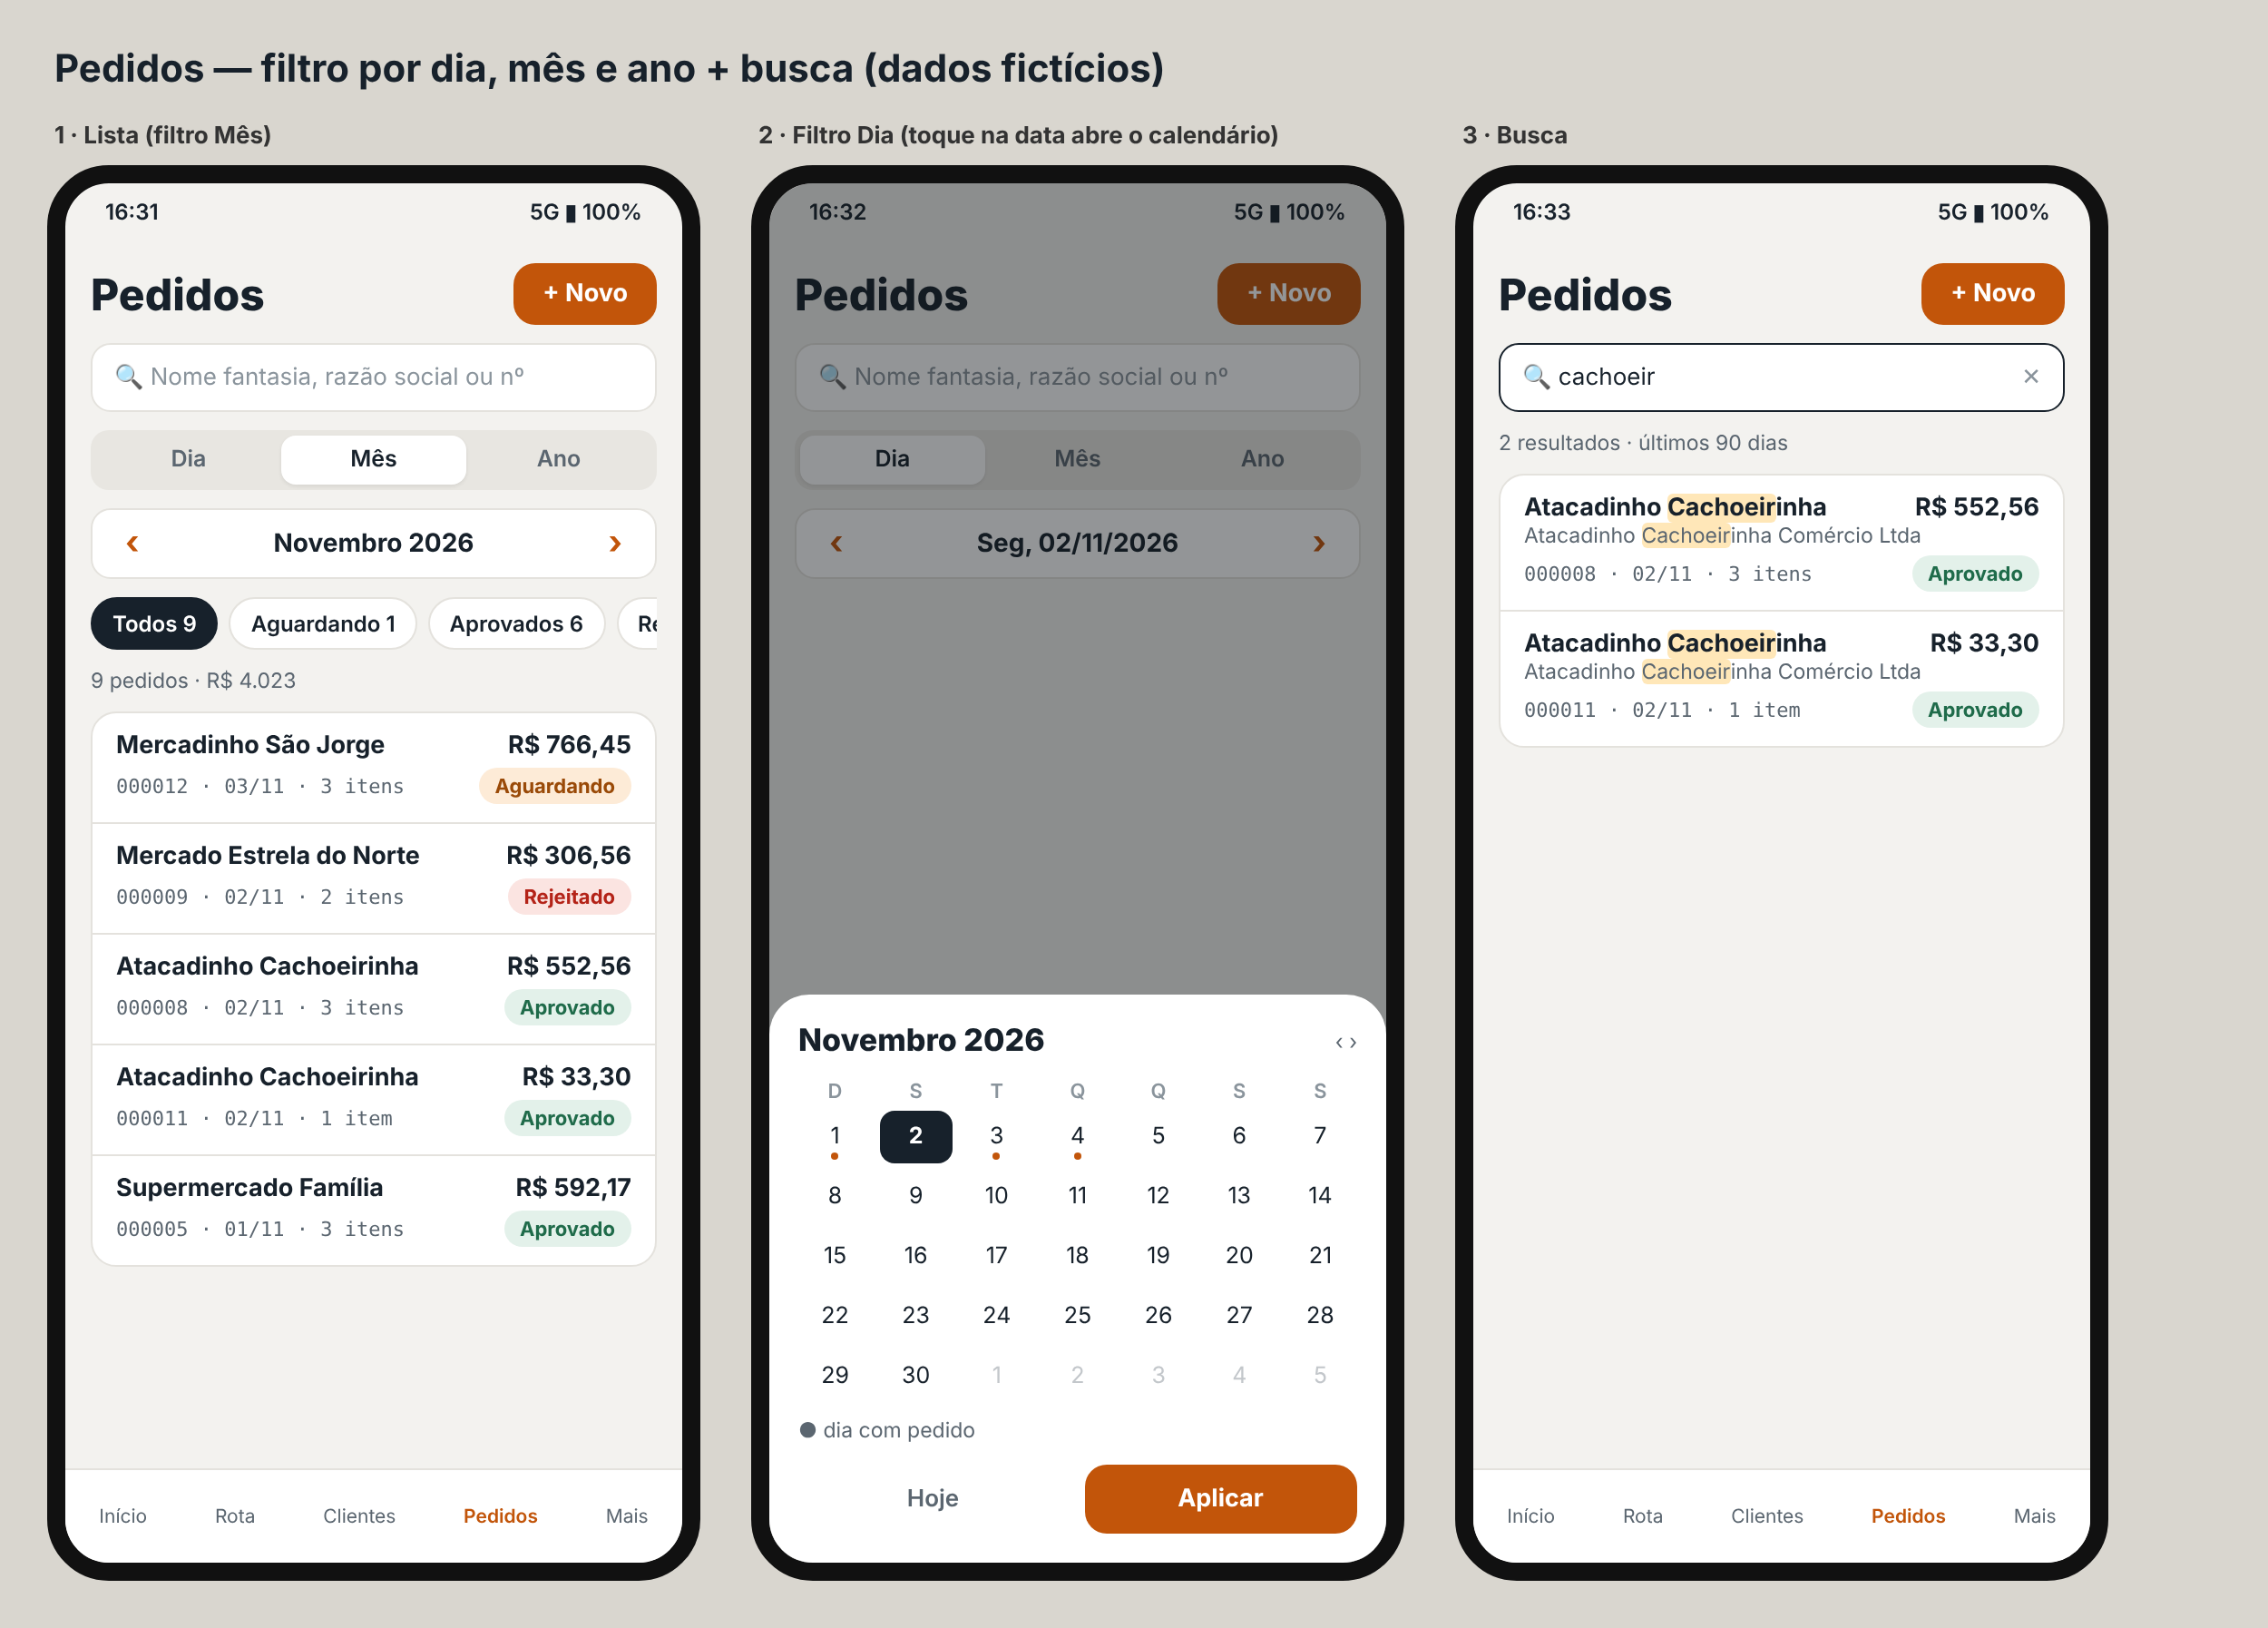 Pedidos — filtro por dia, mês e ano + busca (dados fictícios)
1 · Lista (filtro Mês)
16:31 5G ▮ 100%
Pedidos + Novo
🔍 Nome fantasia, razão social ou nº
Dia Mês Ano
‹ Novembro 2026 ›
Todos 9 Aguardando 1 Aprovados 6 Re
9 pedidos · R$ 4.023
Mercadinho São Jorge R$ 766,45
000012 · 03/11 · 3 itens Aguardando
Mercado Estrela do Norte R$ 306,56
000009 · 02/11 · 2 itens Rejeitado
Atacadinho Cachoeirinha R$ 552,56
000008 · 02/11 · 3 itens Aprovado
Atacadinho Cachoeirinha R$ 33,30
000011 · 02/11 · 1 item Aprovado
Supermercado Família R$ 592,17
000005 · 01/11 · 3 itens Aprovado
Início Rota Clientes Pedidos Mais
2 · Filtro Dia (toque na data abre o calendário)
16:32 5G ▮ 100%
Pedidos + Novo
🔍 Nome fantasia, razão social ou nº
Dia Mês Ano
‹ Seg, 02/11/2026 ›
Novembro 2026 ‹ ›
D S T Q Q S S
1 2 3 4 5 6 7
8 9 10 11 12 13 14
15 16 17 18 19 20 21
22 23 24 25 26 27 28
29 30 1 2 3 4 5
● dia com pedido
Hoje Aplicar
3 · Busca
16:33 5G ▮ 100%
Pedidos + Novo
🔍 cachoeir ✕
2 resultados · últimos 90 dias
Atacadinho Cachoeirinha R$ 552,56
Atacadinho Cachoeirinha Comércio Ltda
000008 · 02/11 · 3 itens Aprovado
Atacadinho Cachoeirinha R$ 33,30
Atacadinho Cachoeirinha Comércio Ltda
000011 · 02/11 · 1 item Aprovado
Início Rota Clientes Pedidos Mais